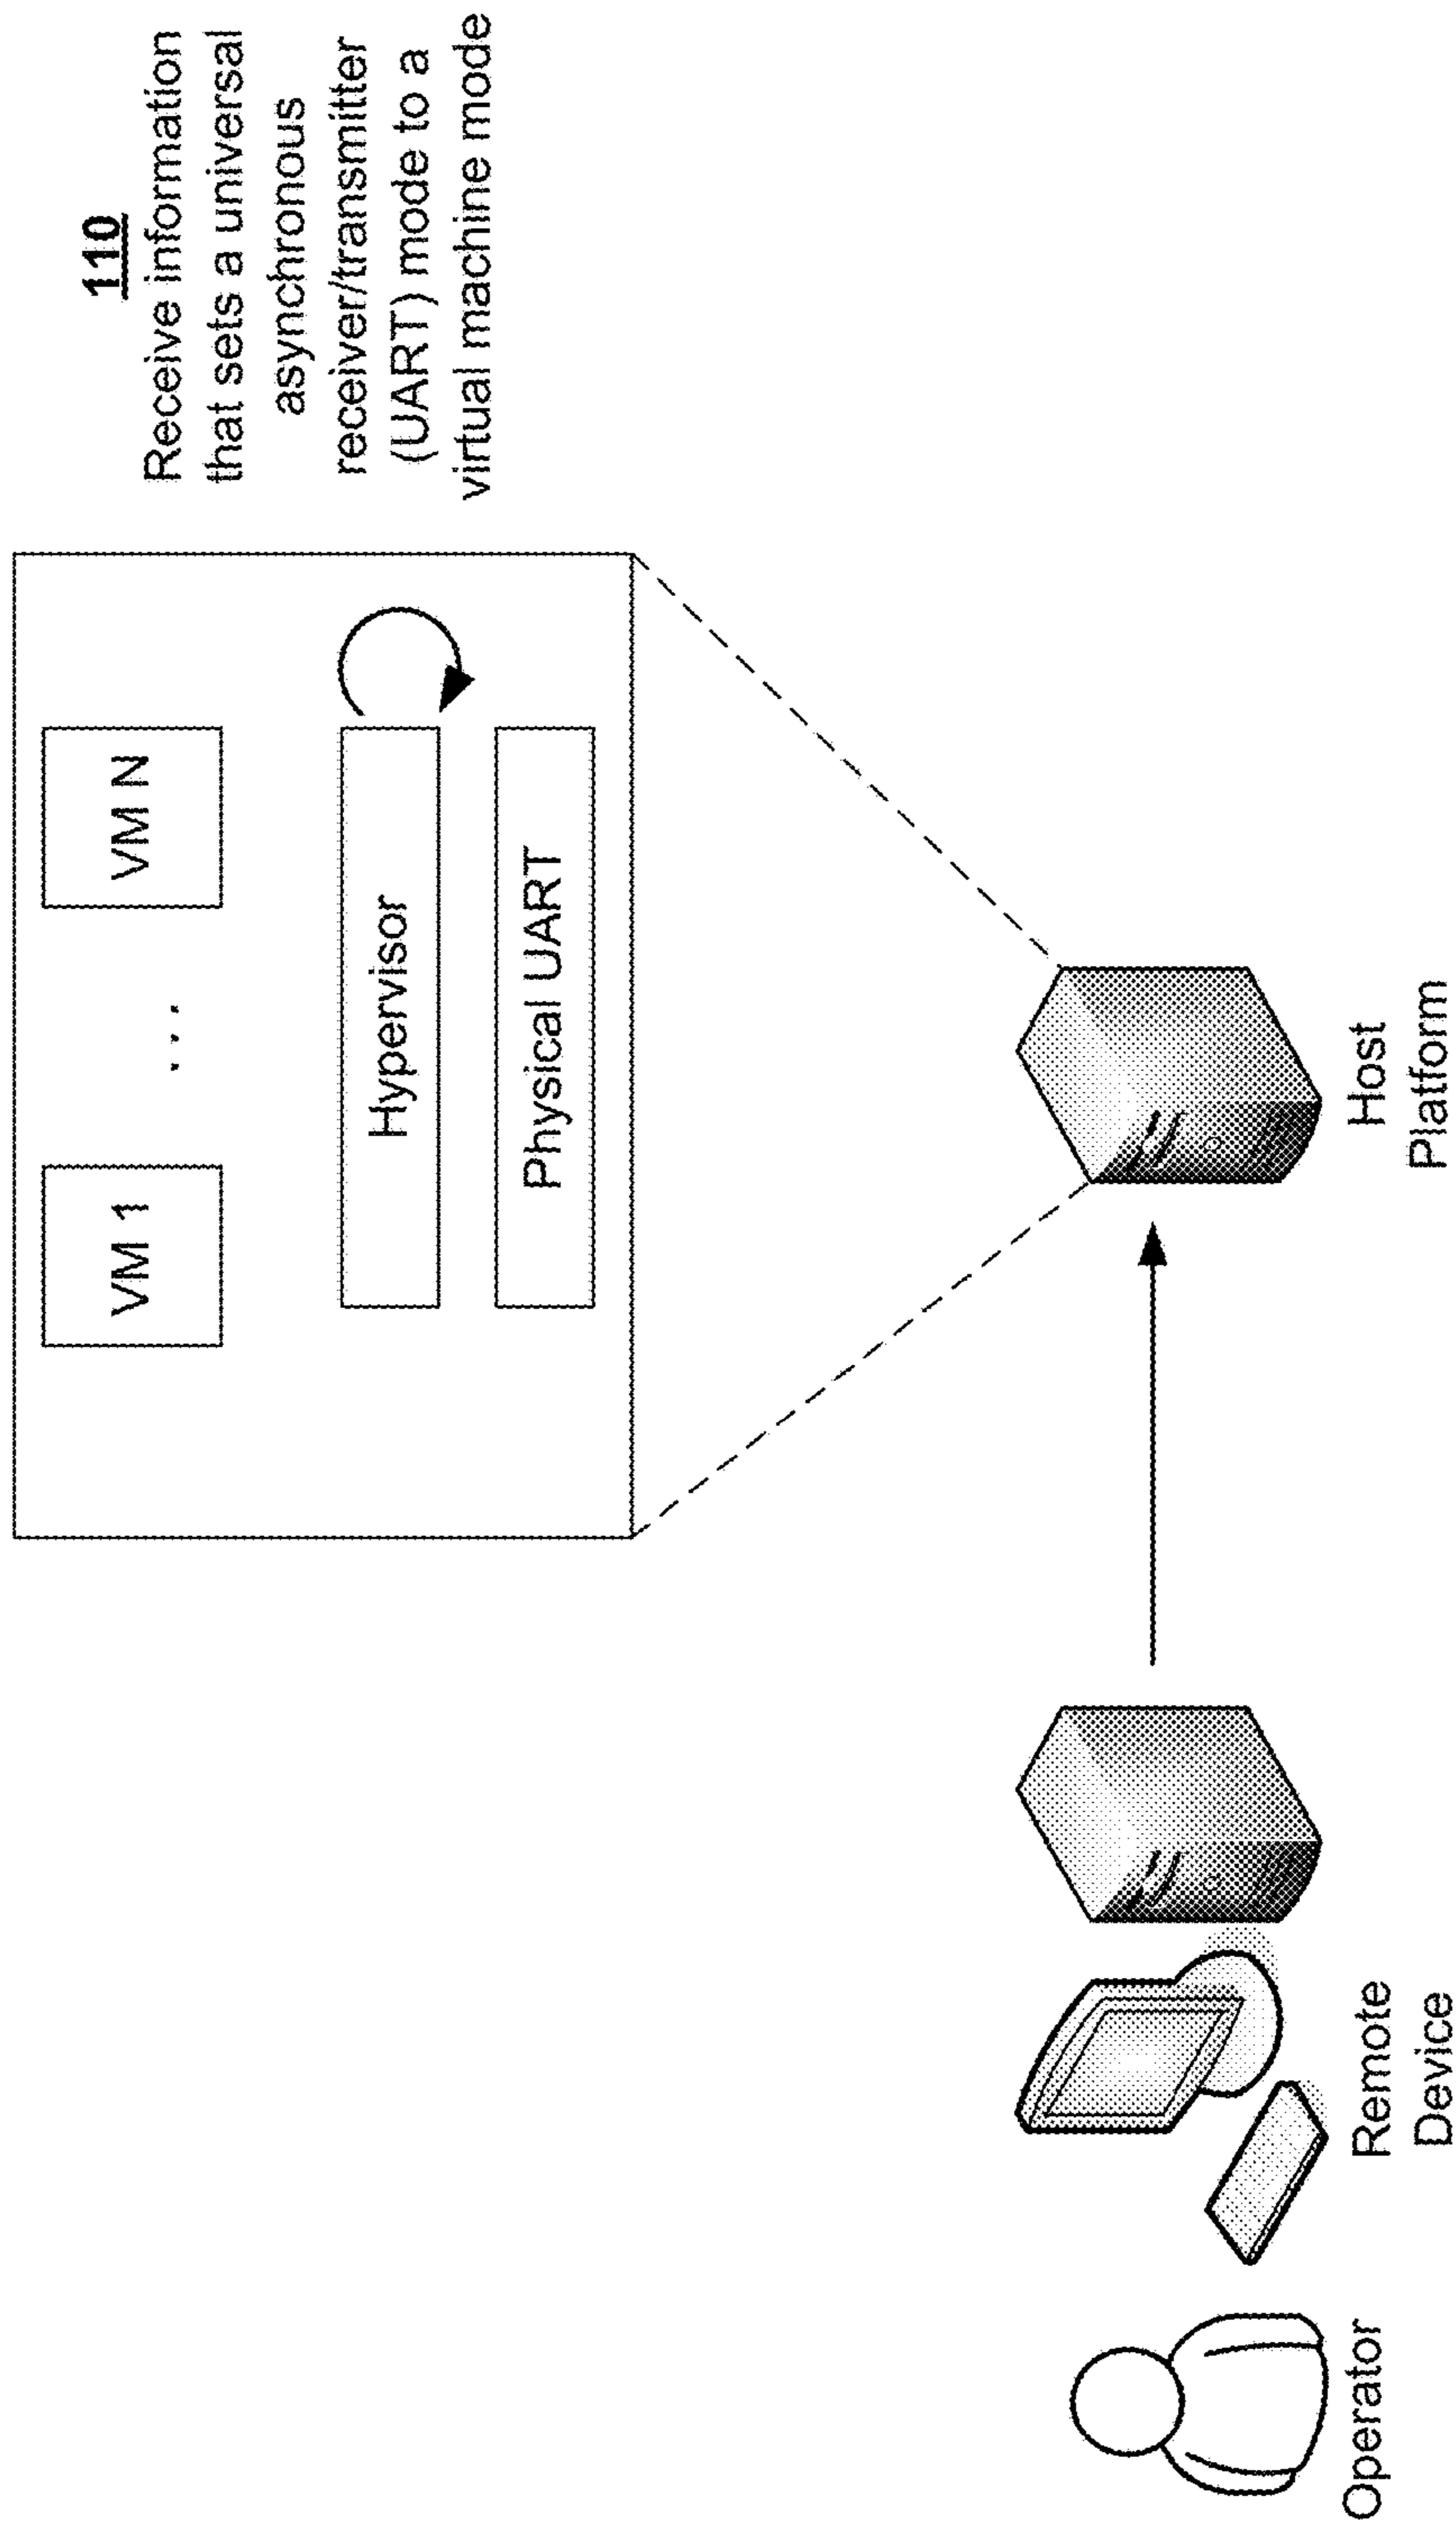 110
Receive information
that sets a universal
asynchronous
receiver/transmitter
(UART) mode to a
virtual machine mode
VM 1
...
VM N
Hypervisor
Physical UART
Operator
Remote
Device
Host
Platform